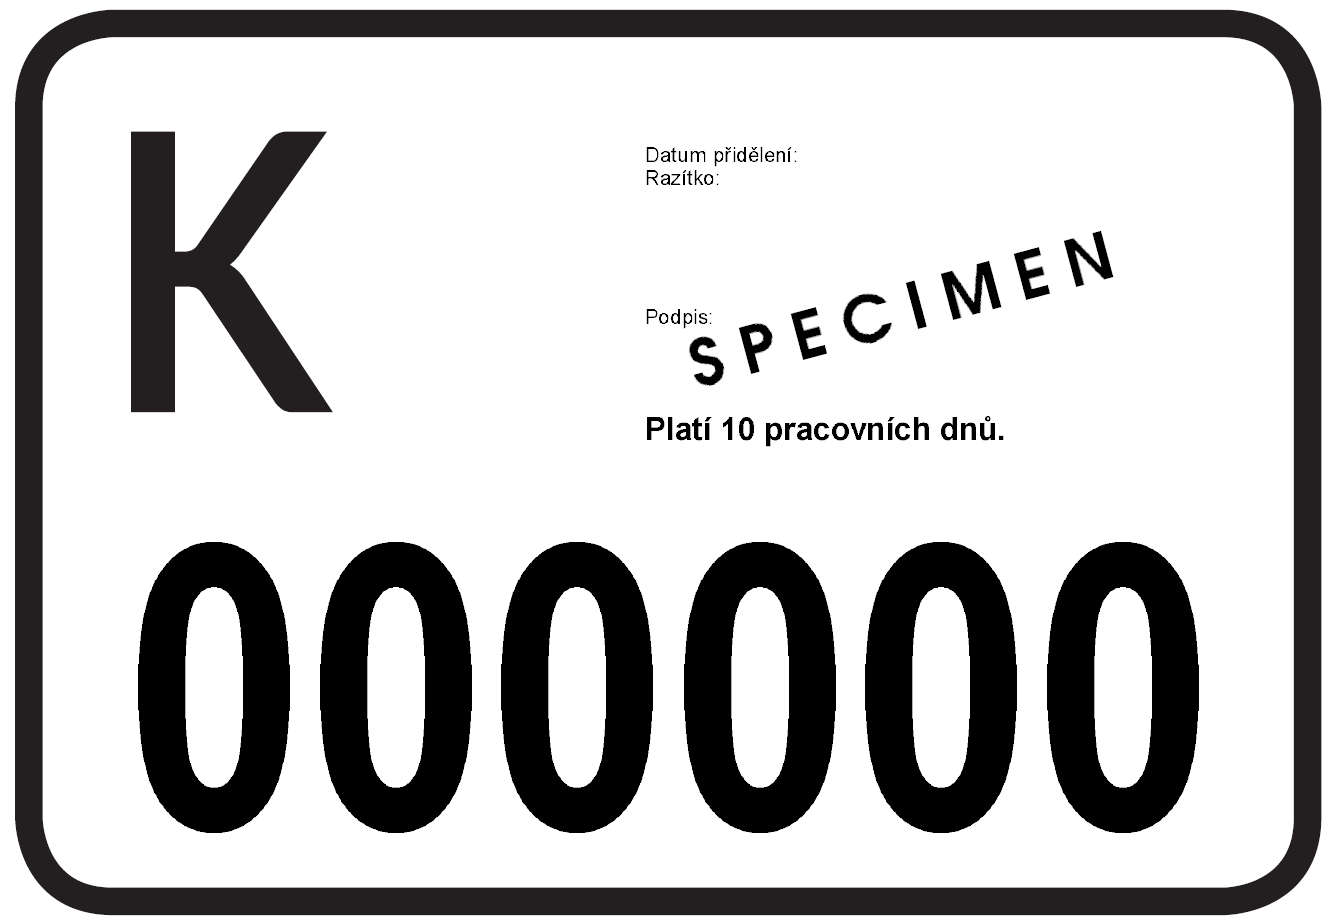 K
Datum přidělení:
Razítko:
Podpis:
SPECIMEN
Platí 10 pracovních dnů.
000000